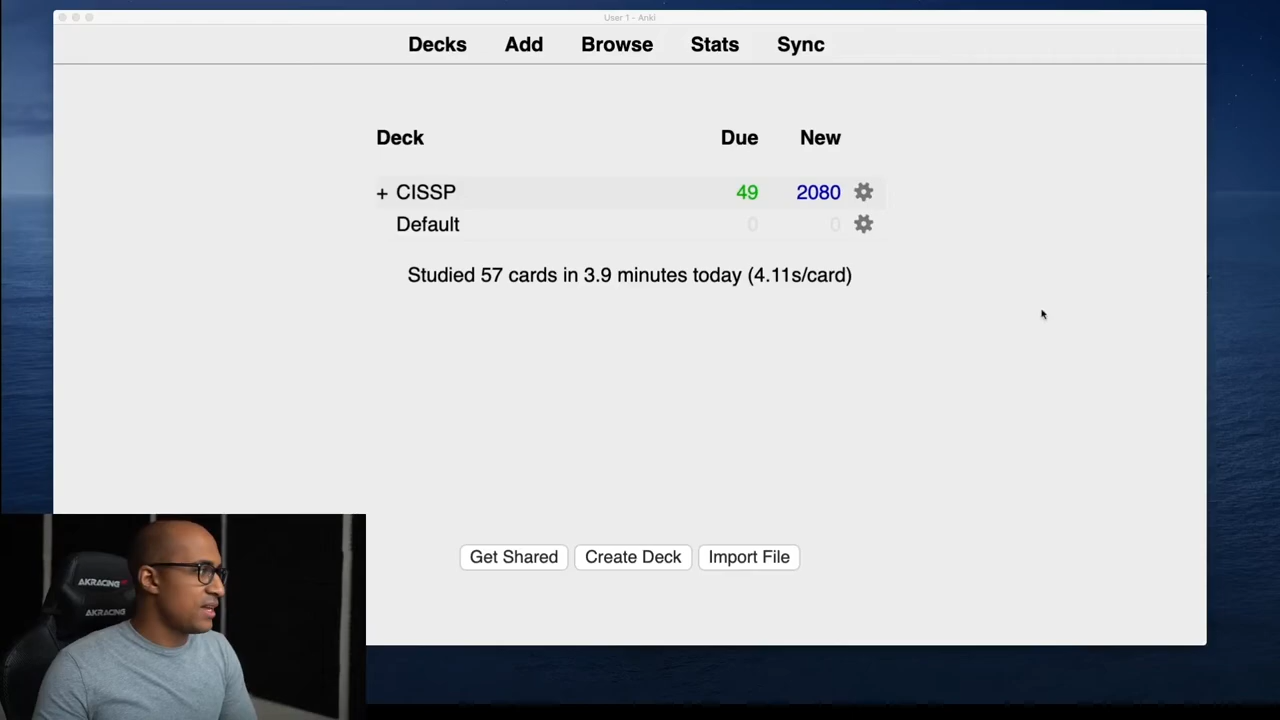 User 1 - Anki
Decks Add Browse Stats Sync
Deck Due New
+ CISSP 49 2080
Default 0 0
Studied 57 cards in 3.9 minutes today (4.11s/card)
Get Shared Create Deck Import File
AKRACING
AKRACING